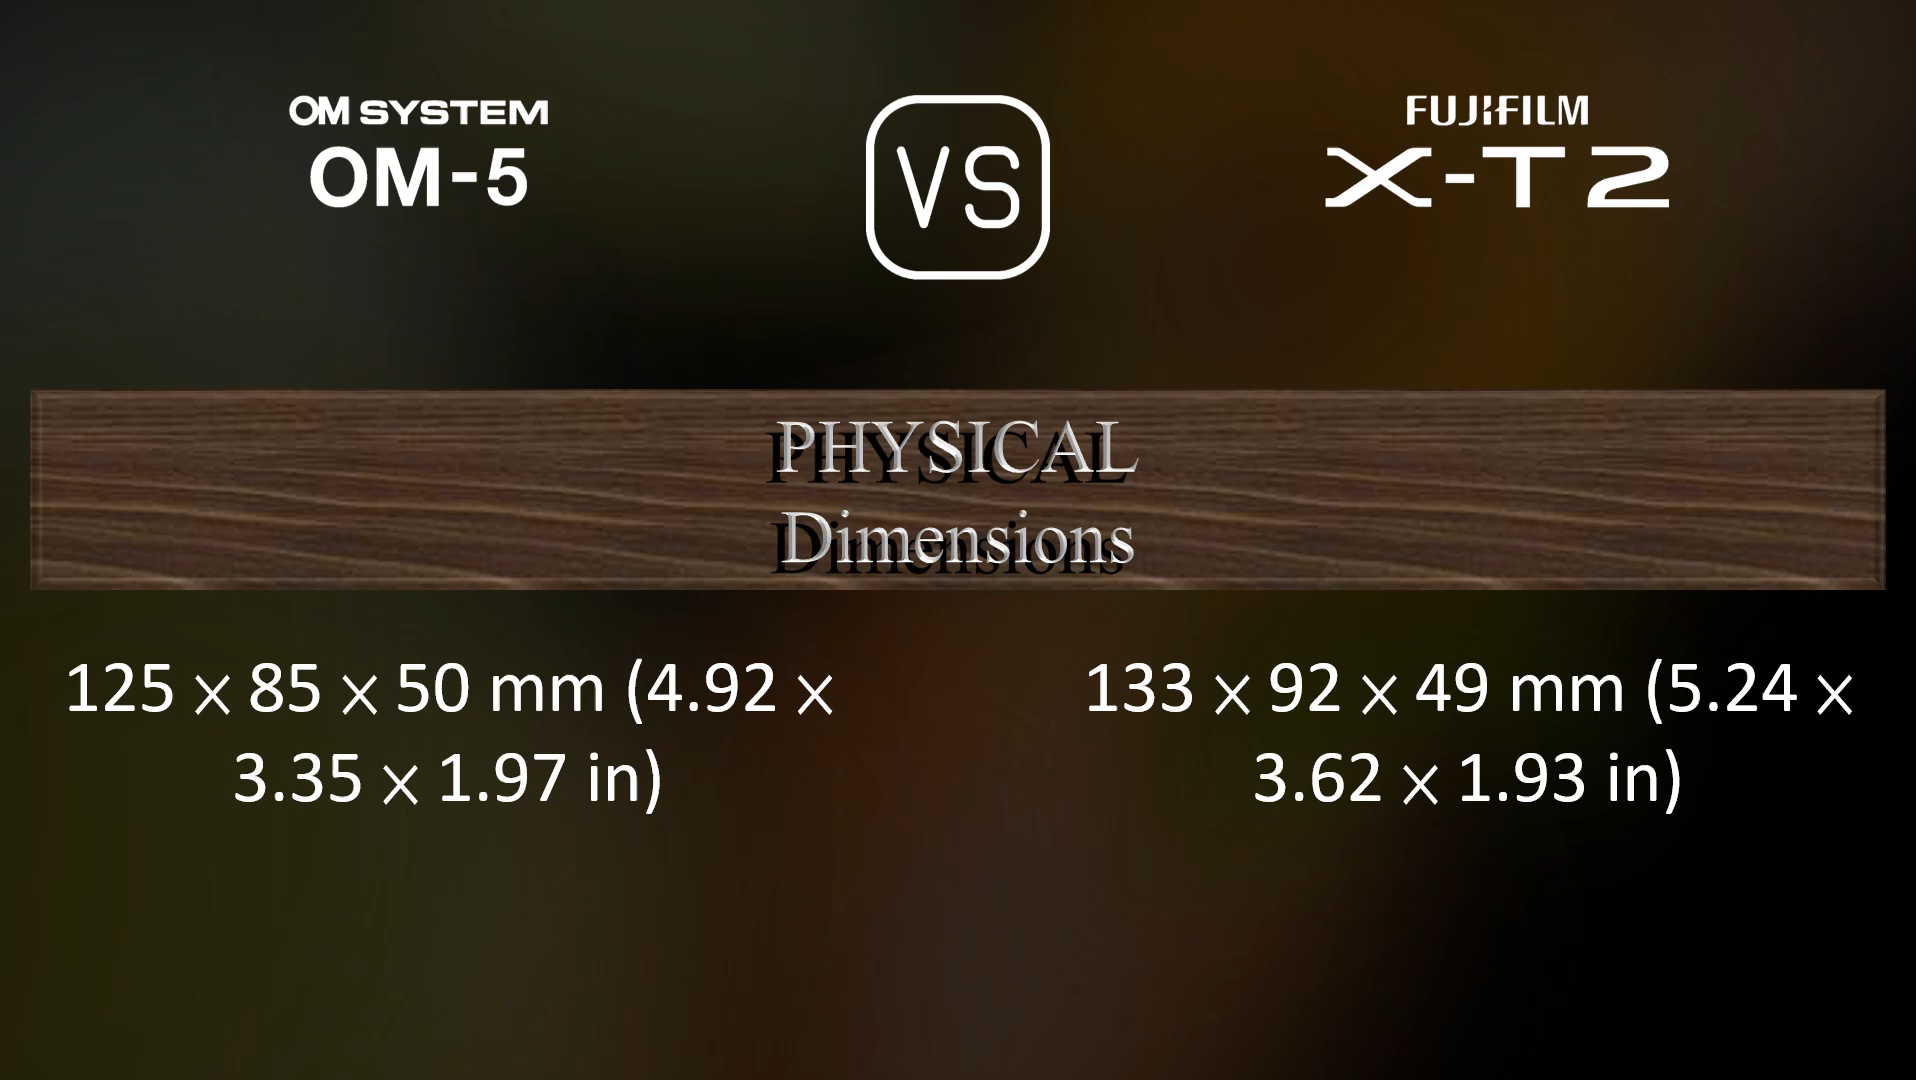 OM SYSTEM
OM-5
VS
FUJIFILM
X-T2
PHYSICAL
Dimensions
125 x 85 x 50 mm (4.92 x
3.35 x 1.97 in)
133 x 92 x 49 mm (5.24 x
3.62 x 1.93 in)